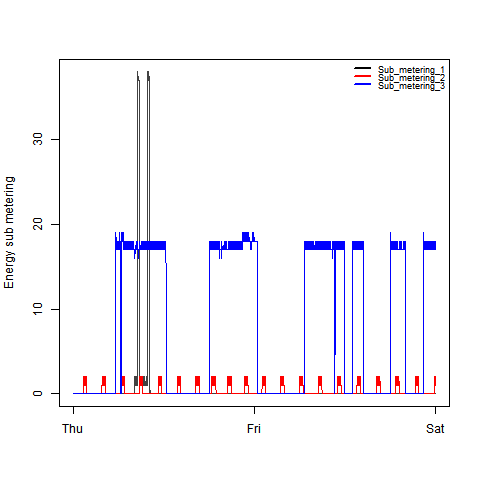 Sub_metering_1
Sub_metering_2
Sub_metering_3
Energy sub metering
30
20
10
0
Thu Fri Sat